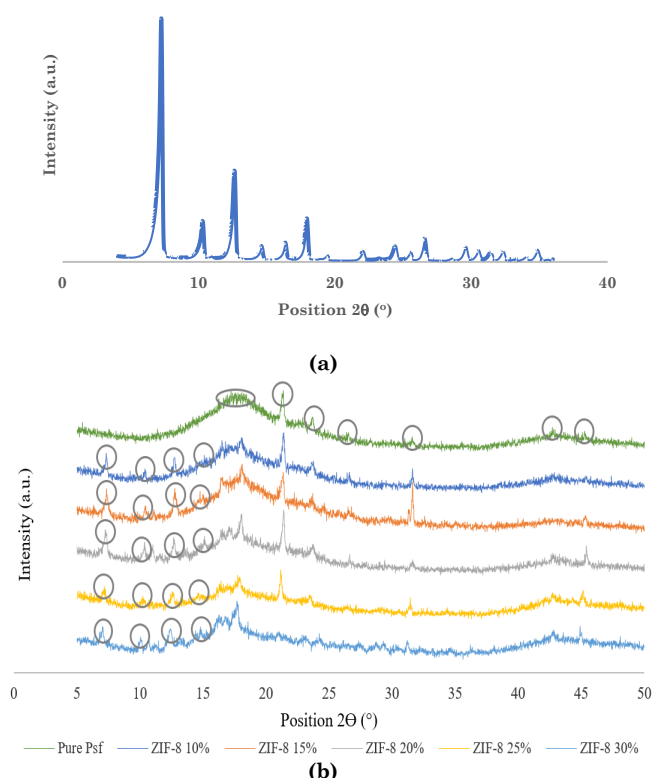 Intensity (a.u.)
0 10 20 30 40
Position 2θ (o)
(a)
Intensity (a.u.)
0 5 10 15 20 25 30 35 40 45 50
Position 2Θ (°)
Pure Psf ZIF-8 10% ZIF-8 15% ZIF-8 20% ZIF-8 25% ZIF-8 30%
(b)